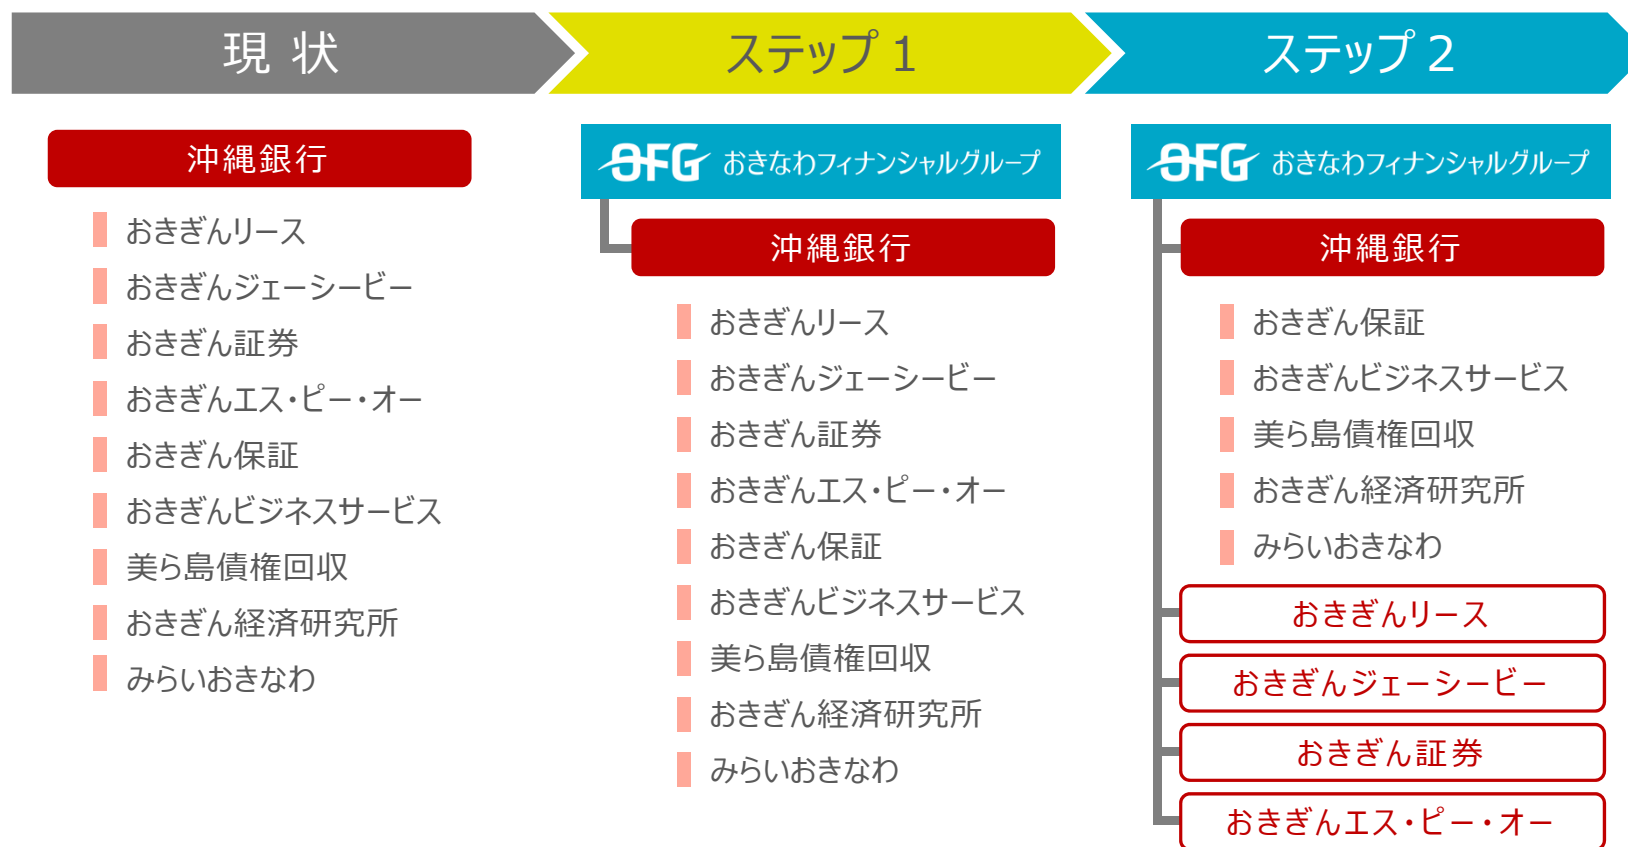 現 状
ステップ 1
ステップ 2
沖縄銀行
おきぎんリース
おきぎんジェーシービー
おきぎん証券
おきぎんエス・ピー・オー
おきぎん保証
おきぎんビジネスサービス
美ら島債権回収
おきぎん経済研究所
みらいおきなわ
OFG おきなわフィナンシャルグループ
沖縄銀行
おきぎんリース
おきぎんジェーシービー
おきぎん証券
おきぎんエス・ピー・オー
おきぎん保証
おきぎんビジネスサービス
美ら島債権回収
おきぎん経済研究所
みらいおきなわ
OFG おきなわフィナンシャルグループ
沖縄銀行
おきぎん保証
おきぎんビジネスサービス
美ら島債権回収
おきぎん経済研究所
みらいおきなわ
おきぎんリース
おきぎんジェーシービー
おきぎん証券
おきぎんエス・ピー・オー